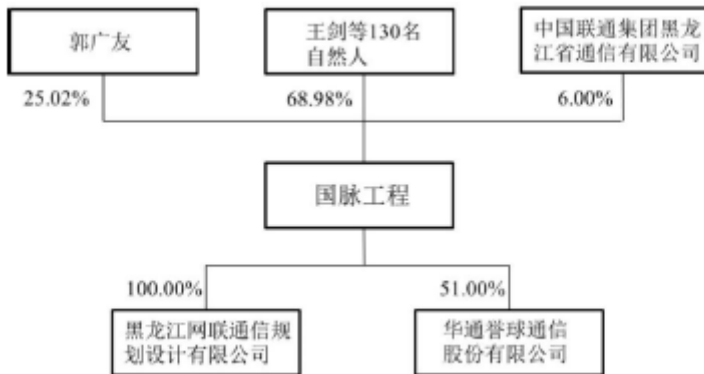 郭广友
王剑等130名
自然人
中国联通集团黑龙
江省通信有限公司
25.02%
68.98%
6.00%
国脉工程
100.00%
51.00%
黑龙江网联通信规
划设计有限公司
华通誉球通信
股份有限公司